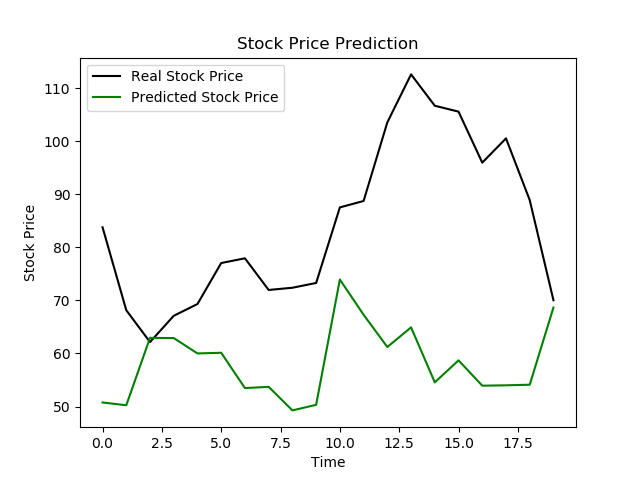 Stock Price Prediction
Real Stock Price
Predicted Stock Price
Stock Price
110
100
90
80
70
60
50
0.0 2.5 5.0 7.5 10.0 12.5 15.0 17.5
Time